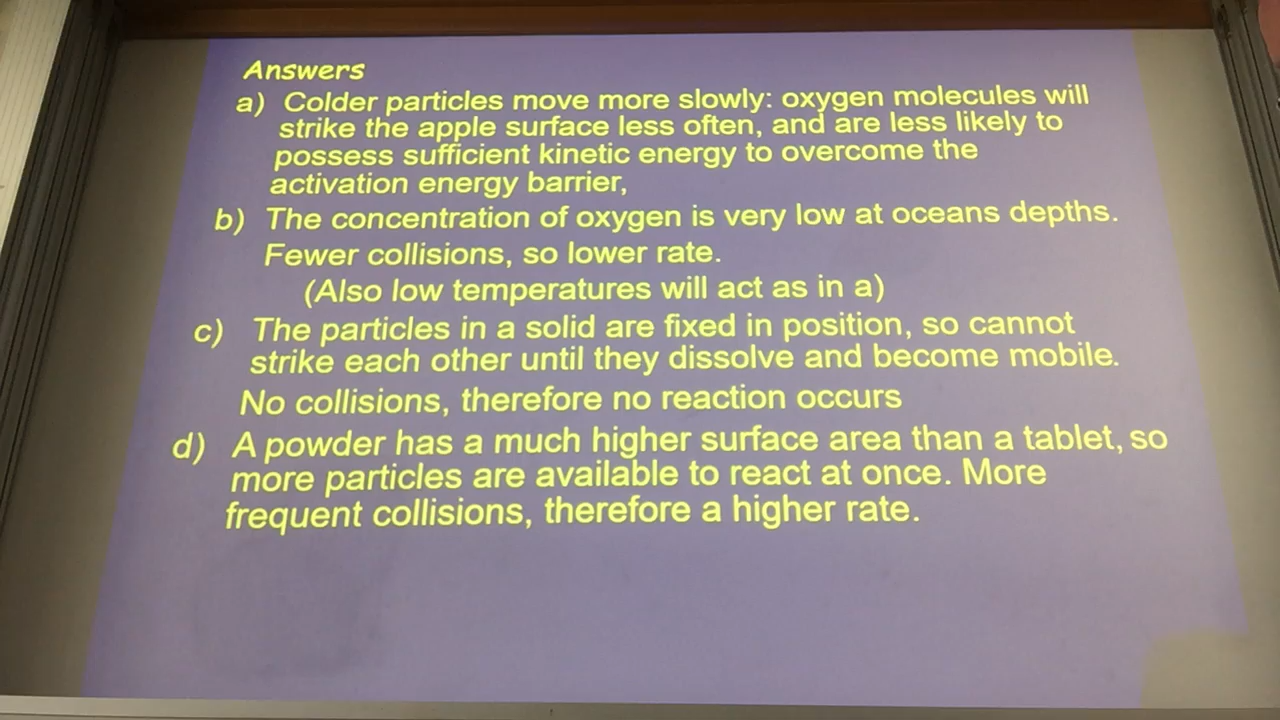 Answers
a) Colder particles move more slowly: oxygen molecules will
strike the apple surface less often, and are less likely to
possess sufficient kinetic energy to overcome the
activation energy barrier,
b) The concentration of oxygen is very low at oceans depths.
Fewer collisions, so lower rate.
(Also low temperatures will act as in a)
c) The particles in a solid are fixed in position, so cannot
strike each other until they dissolve and become mobile.
No collisions, therefore no reaction occurs
d) A powder has a much higher surface area than a tablet, so
more particles are available to react at once. More
frequent collisions, therefore a higher rate.